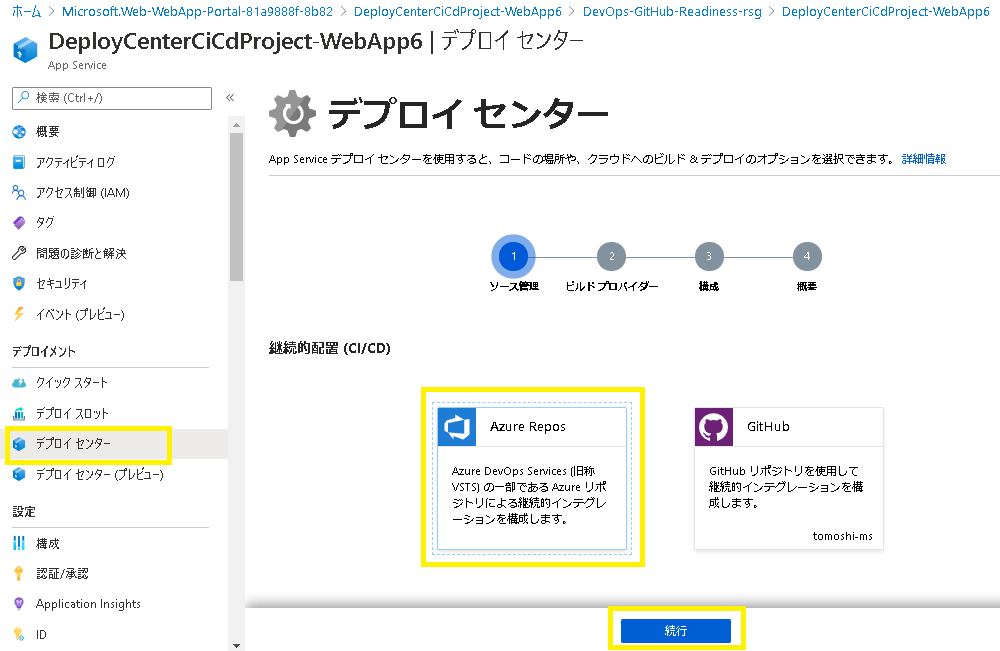 ホーム > Microsoft.Web-WebApp-Portal-81a9888f-8b82 > DeployCenterCiCdProject-WebApp6 > DevOps-GitHub-Readiness-rsg > DeployCenterCiCdProject-WebApp6
DeployCenterCiCdProject-WebApp6 | デプロイ センター
App Service
検索 (Ctrl+/)
«
概要
アクティビティ ログ
アクセス制御 (IAM)
タグ
問題の診断と解決
セキュリティ
イベント (プレビュー)
デプロイメント
クイック スタート
デプロイ スロット
デプロイ センター
デプロイ センター (プレビュー)
設定
構成
認証/承認
Application Insights
ID
デプロイ センター
App Service デプロイ センターを使用すると、コードの場所や、クラウドへのビルド & デプロイのオプションを選択できます。 詳細情報
1
2
3
4
ソース管理
ビルド プロバイダー
構成
概要
継続的配置 (CI/CD)
Azure Repos
Azure DevOps Services (旧称
VSTS) の一部である Azure リポ
ジトリによる継続的インテグレ
ーションを構成します。
GitHub
GitHub リポジトリを使用して
継続的インテグレーションを構
成します。
tomoshi-ms
続行